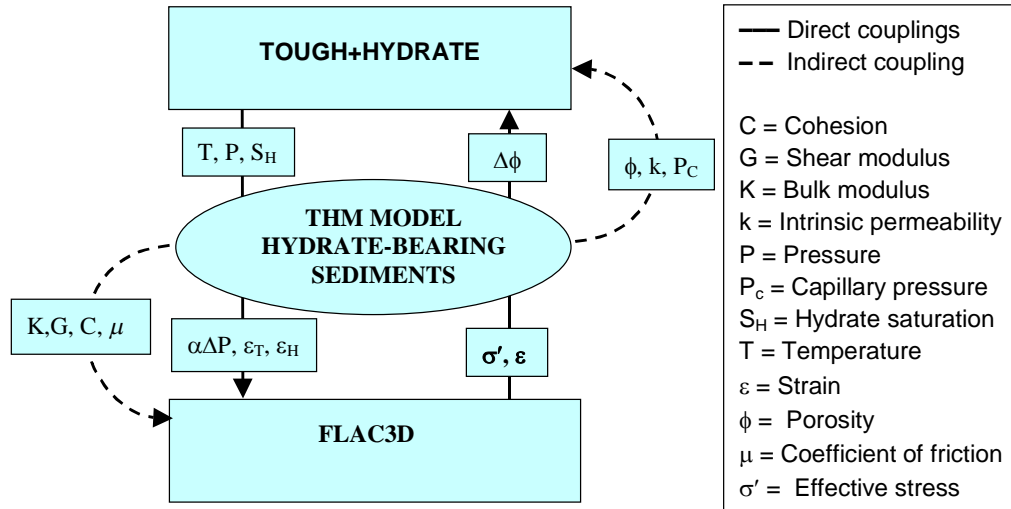 TOUGH+HYDRATE
T, P, S_H
Δϕ
ϕ, k, P_C
THM MODEL
HYDRATE-BEARING
SEDIMENTS
K,G, C, μ
αΔP, ε_T, ε_H
σ′, ε
FLAC3D
Direct couplings
Indirect coupling
C = Cohesion
G = Shear modulus
K = Bulk modulus
k = Intrinsic permeability
P = Pressure
P_c = Capillary pressure
S_H = Hydrate saturation
T = Temperature
ε = Strain
ϕ = Porosity
μ = Coefficient of friction
σ′ = Effective stress